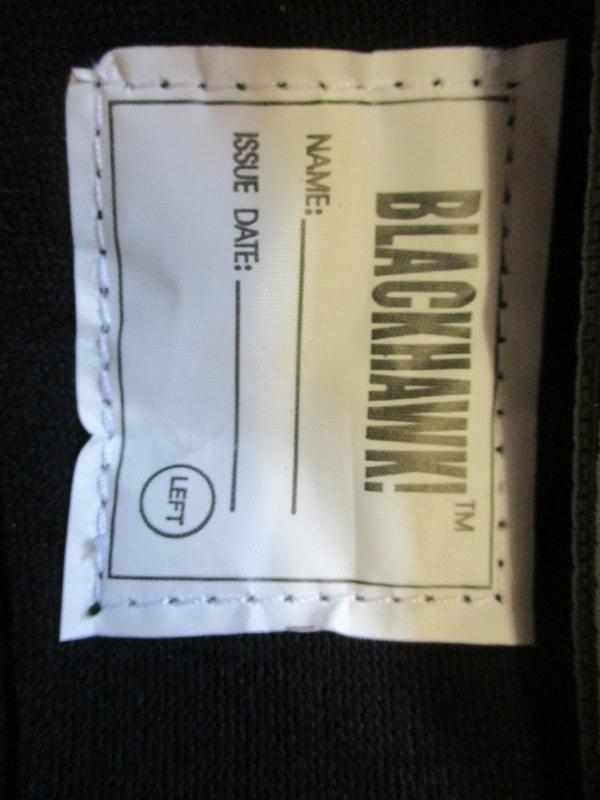 BLACKHAWK!™
NAME:
ISSUE DATE:
LEFT